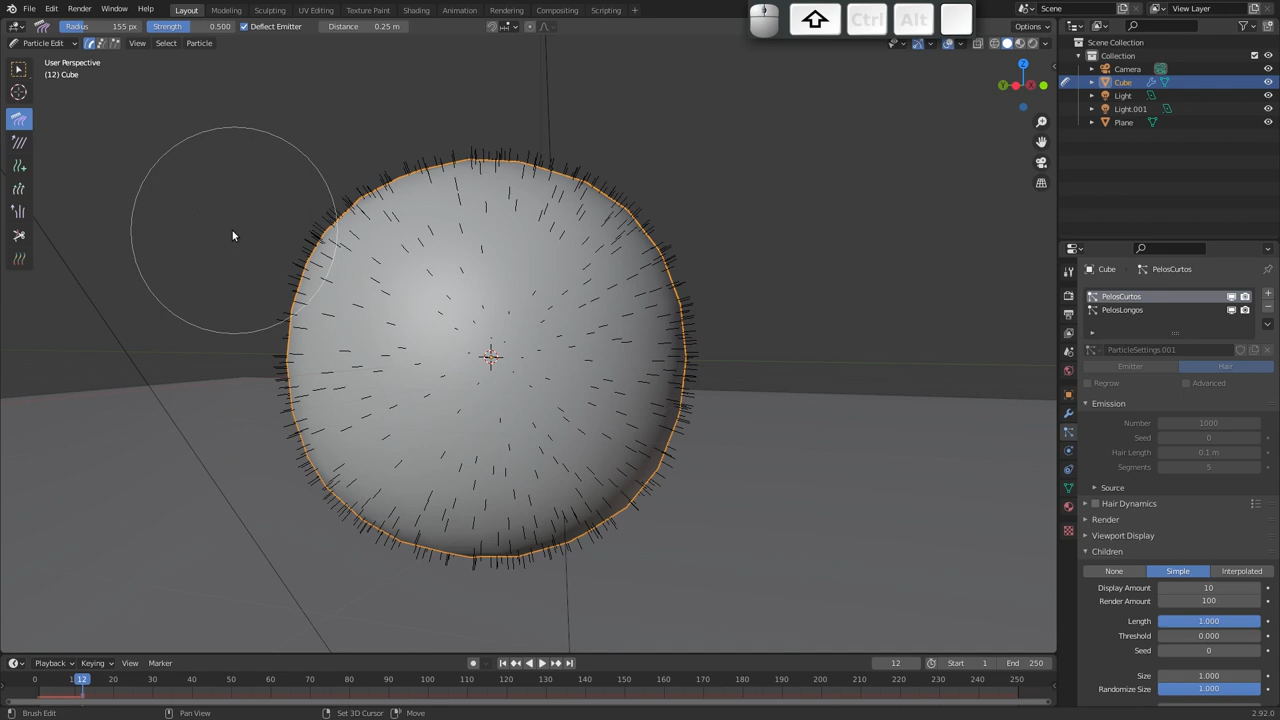 File Edit Render Window Help Layout Modeling Sculpting UV Editing Texture Paint Shading Animation Rendering Compositing Scripting + Scene View Layer
Radius 155 px Strength 0.500 Deflect Emitter Distance 0.25 m
Particle Edit View Select Particle
Ctrl Alt
User Perspective
(12) Cube
Z
Y X
Scene Collection
Collection
Camera
Cube
Light
Light.001
Plane
Cube PelosCurtos
PelosCurtos
PelosLongos
ParticleSettings.001
Emitter Hair
Regrow Advanced
Emission
Number 1000
Seed 0
Hair Length 0.1 m
Segments 5
Source
Hair Dynamics
Render
Viewport Display
Children
None Simple Interpolated
Display Amount 10
Render Amount 100
Length 1.000
Threshold 0.000
Seed 0
Size 1.000
Randomize Size 1.000
Playback Keying View Marker 12 Start 1 End 250
0 12 20 30 40 50 60 70 80 90 100 110 120 130 140 150 160 170 180 190 200 210 220 230 240 250
Brush Edit Pan View Set 3D Cursor Move 2.92.0